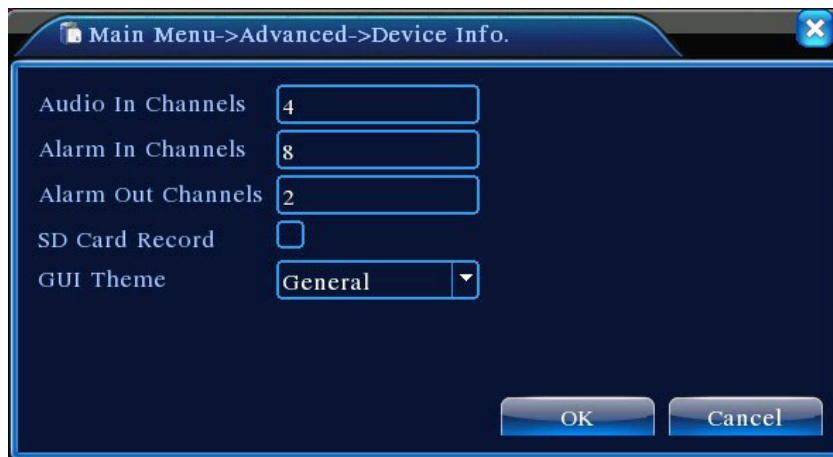 Main Menu->Advanced->Device Info.
Audio In Channels 4
Alarm In Channels 8
Alarm Out Channels 2
SD Card Record
GUI Theme General
OK Cancel